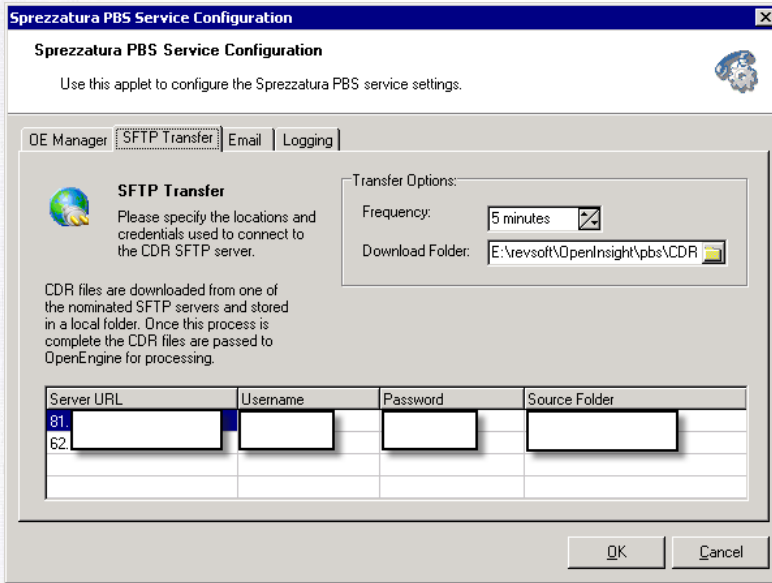 Sprezzatura PBS Service Configuration
Sprezzatura PBS Service Configuration
Use this applet to configure the Sprezzatura PBS service settings.
OE Manager SFTP Transfer Email Logging
SFTP Transfer
Please specify the locations and
credentials used to connect to
the CDR SFTP server.
Transfer Options:
Frequency: 5 minutes
Download Folder: E:\revsoft\OpenInsight\pbs\CDR
CDR files are downloaded from one of
the nominated SFTP servers and stored
in a local folder. Once this process is
complete the CDR files are passed to
OpenEngine for processing.
Server URL Username Password Source Folder
81.
62.
OK Cancel